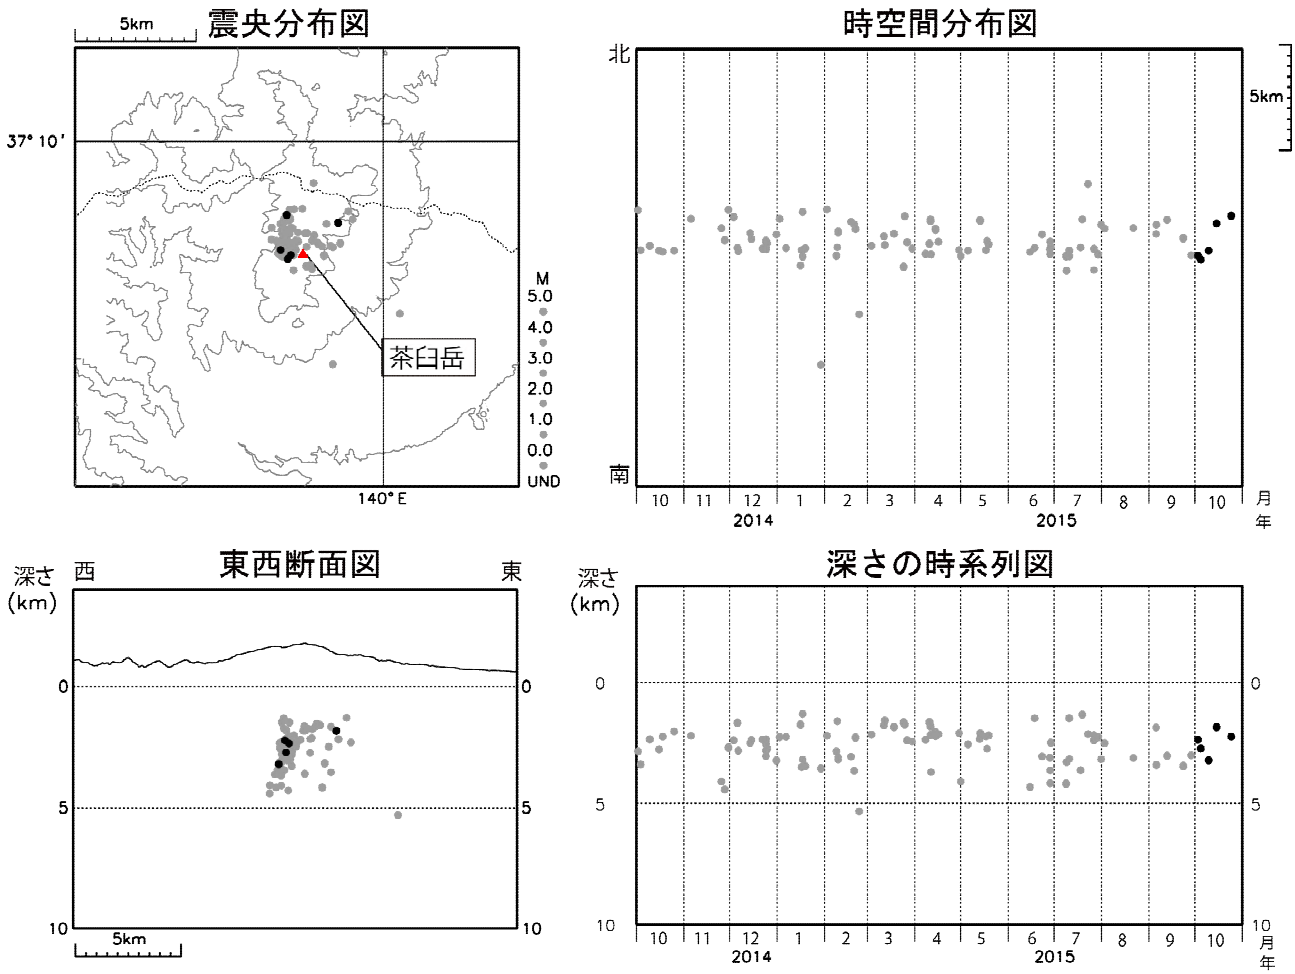 震央分布図
5km
37° 10'
茶臼岳
140° E
M
5.0
4.0
3.0
2.0
1.0
0.0
UND
時空間分布図
北
南
5km
10 11 12 1 2 3 4 5 6 7 8 9 10 月
2014 2015 年
東西断面図
深さ
(km)
西 東
0 0
5 5
10 10
5km
深さの時系列図
深さ
(km)
0 0
5 5
10 10
10 11 12 1 2 3 4 5 6 7 8 9 10 月
2014 2015 年